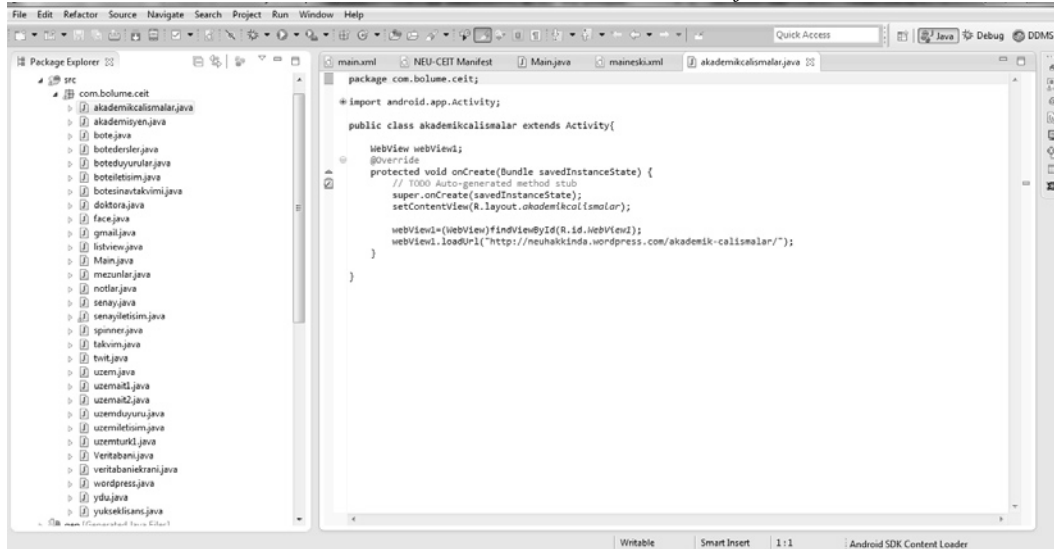 File Edit Refactor Source Navigate Search Project Run Window Help
Quick Access
Java
Debug
DDMS
Package Explorer
src
com.bolume.ceit
akademikcalismalar.java
akademisyen.java
bote.java
botedersler.java
boteduyurular.java
boteiletisim.java
botesinavtakvimi.java
doktora.java
face.java
gmail.java
listview.java
Main.java
mezunlar.java
notlar.java
senay.java
senayiletisim.java
spinner.java
takvim.java
twit.java
uzem.java
uzemait1.java
uzemait2.java
uzemduyuru.java
uzemiletisim.java
uzemturk1.java
Veritabani.java
veritabaniekrani.java
wordpress.java
ydu.java
yukseklisans.java
gen [Generated Java Files]
main.xml
NEU-CEIT Manifest
Main.java
maineski.xml
akademikcalismalar.java
package com.bolume.ceit;
import android.app.Activity;
public class akademikcalismalar extends Activity{
WebView webView1;
@Override
protected void onCreate(Bundle savedInstanceState) {
// TODO Auto-generated method stub
super.onCreate(savedInstanceState);
setContentView(R.layout.akademikcalismalar);
webView1=(WebView)findViewById(R.id.WebView1);
webView1.loadUrl("http://neuhakkinda.wordpress.com/akademik-calismalar/");
}
}
Writable
Smart Insert
1 : 1
Android SDK Content Loader